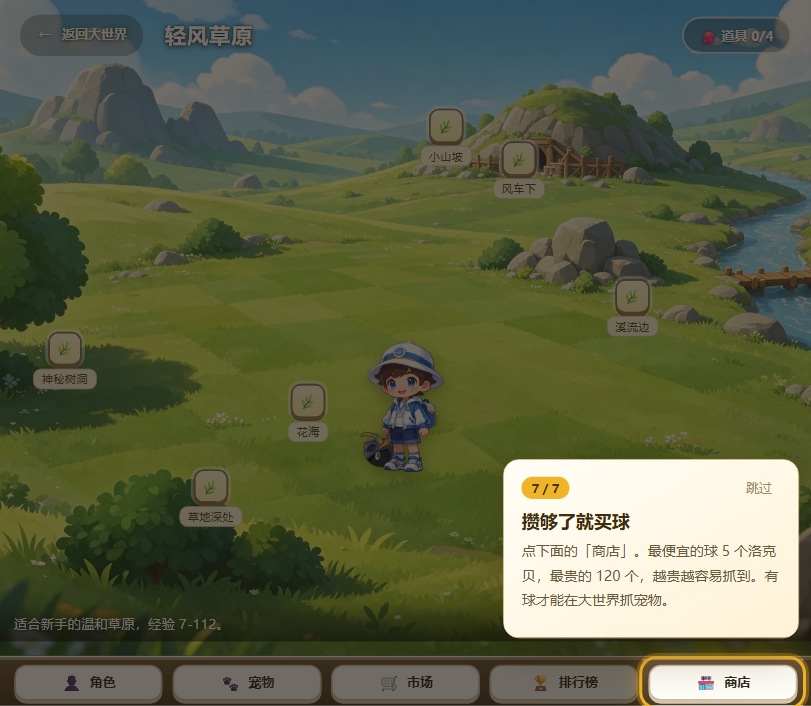 ← 返回大世界
轻风草原
道具 0/4
小山坡
风车下
溪流边
神秘树洞
花海
草地深处
7 / 7
跳过
攒够了就买球
点下面的「商店」。最便宜的球 5 个洛克
贝，最贵的 120 个，越贵越容易抓到。有
球才能在大世界抓宠物。
适合新手的温和草原，经验 7-112。
角色
宠物
市场
排行榜
商店